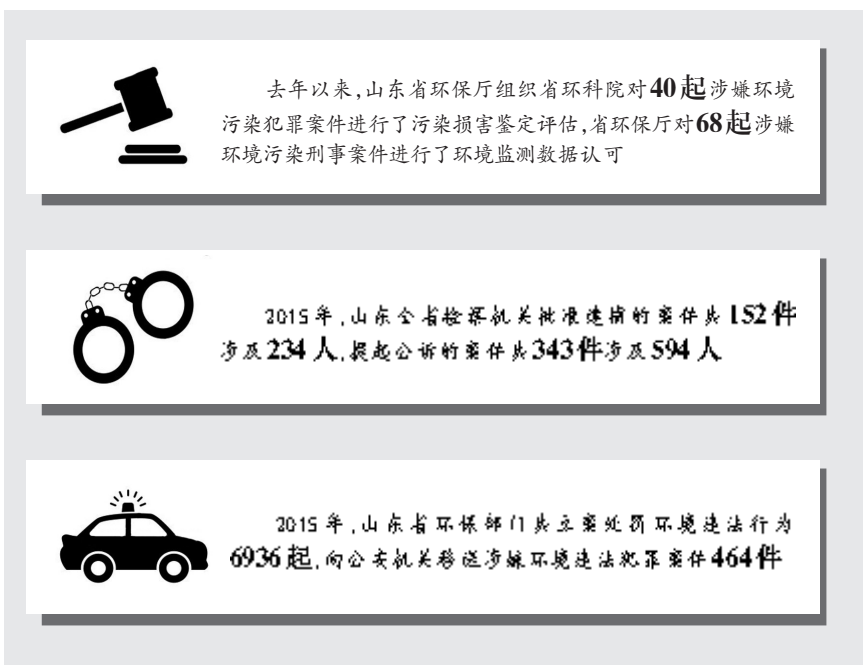 去年以来,山东省环保厅组织省环科院对40起涉嫌环境
污染犯罪案件进行了污染损害鉴定评估,省环保厅对68起涉嫌
环境污染刑事案件进行了环境监测数据认可
2015年,山东全省检察机关批准逮捕的案件共152件
涉及234人,提起公诉的案件共343件涉及594人
2015年,山东省环保部门共立案处罚环境违法行为
6936起,向公安机关移送涉嫌环境违法犯罪案件464件